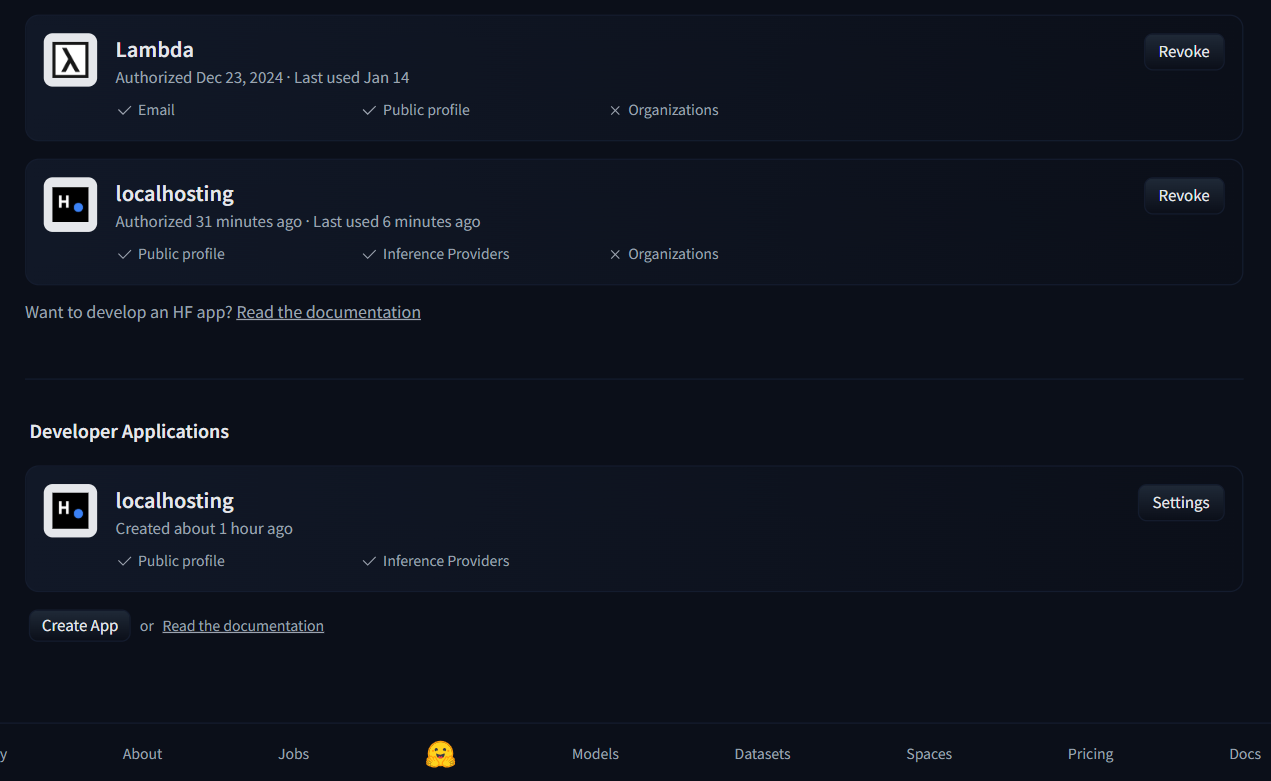 Lambda
Revoke
Authorized Dec 23, 2024 · Last used Jan 14
Email
Public profile
Organizations
H
localhosting
Revoke
Authorized 31 minutes ago · Last used 6 minutes ago
Public profile
Inference Providers
Organizations
Want to develop an HF app? Read the documentation
Developer Applications
H
localhosting
Settings
Created about 1 hour ago
Public profile
Inference Providers
Create App or Read the documentation
y About Jobs Models Datasets Spaces Pricing Docs